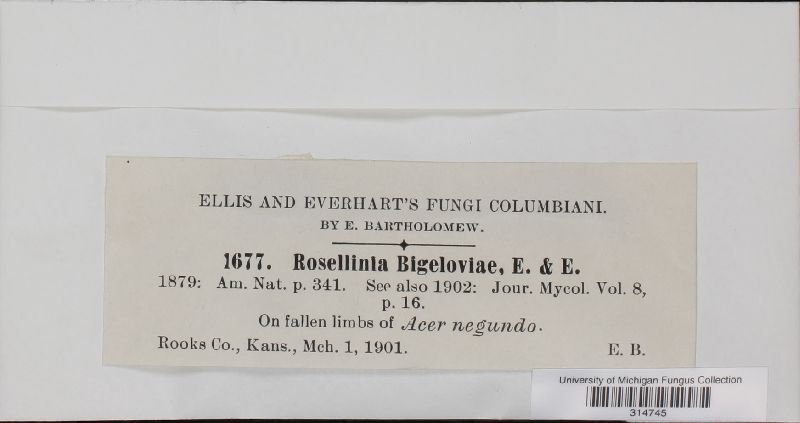 ELLIS AND EVERHART'S FUNGI COLUMBIANI.
BY E. BARTHOLOMEW.
1677. Rosellinia Bigeloviae, E. & E.
1879: Am. Nat. p. 341. See also 1902: Jour. Mycol. Vol. 8,
p. 16.
On fallen limbs of Acer negundo.
Rooks Co., Kans., Mch. 1, 1901. E. B.
University of Michigan Fungus Collection
314745